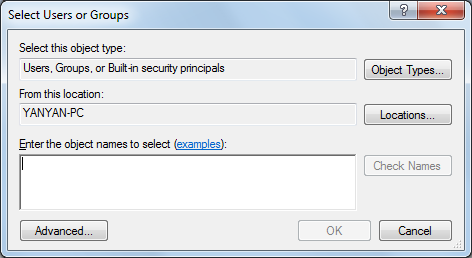 Select Users or Groups
Select this object type:
Users, Groups, or Built-in security principals
Object Types...
From this location:
YANYAN-PC
Locations...
Enter the object names to select (examples):
Check Names
Advanced...
OK
Cancel